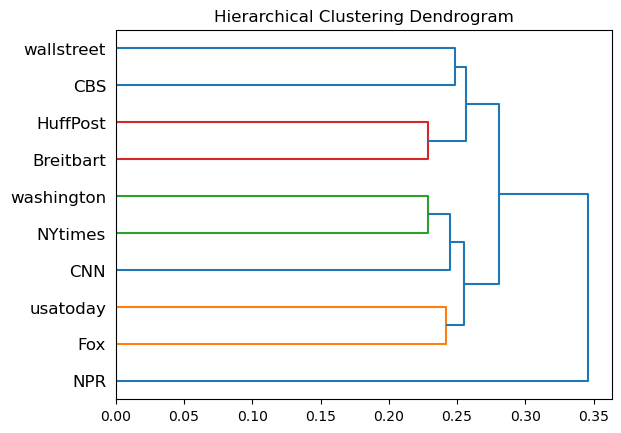 Hierarchical Clustering Dendrogram
wallstreet
CBS
HuffPost
Breitbart
washington
NYtimes
CNN
usatoday
Fox
NPR
0.00 0.05 0.10 0.15 0.20 0.25 0.30 0.35